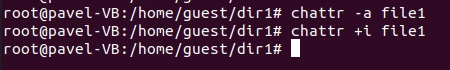 root@pavel-VB:/home/guest/dir1# chattr -a file1
root@pavel-VB:/home/guest/dir1# chattr +i file1
root@pavel-VB:/home/guest/dir1#